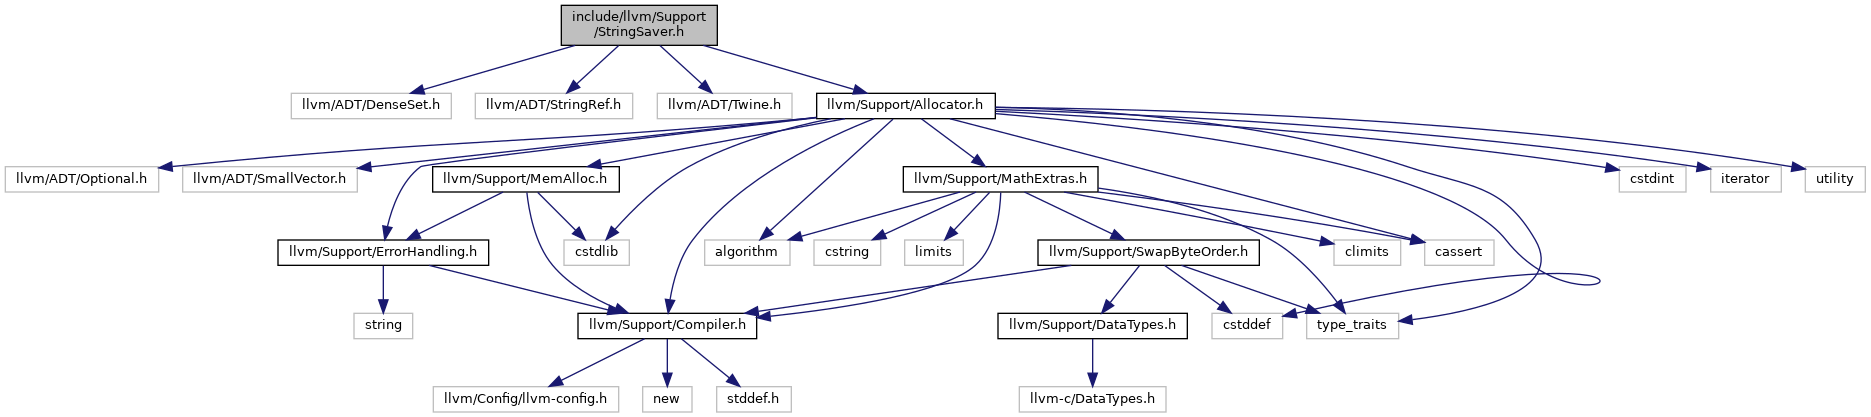 include/llvm/Support
/StringSaver.h
llvm/ADT/DenseSet.h
llvm/ADT/StringRef.h
llvm/ADT/Twine.h
llvm/Support/Allocator.h
llvm/ADT/Optional.h
llvm/ADT/SmallVector.h
llvm/Support/MemAlloc.h
llvm/Support/MathExtras.h
cstdint
iterator
utility
llvm/Support/ErrorHandling.h
cstdlib
algorithm
cstring
limits
llvm/Support/SwapByteOrder.h
climits
cassert
string
llvm/Support/Compiler.h
llvm/Support/DataTypes.h
cstddef
type_traits
llvm/Config/llvm-config.h
new
stddef.h
llvm-c/DataTypes.h